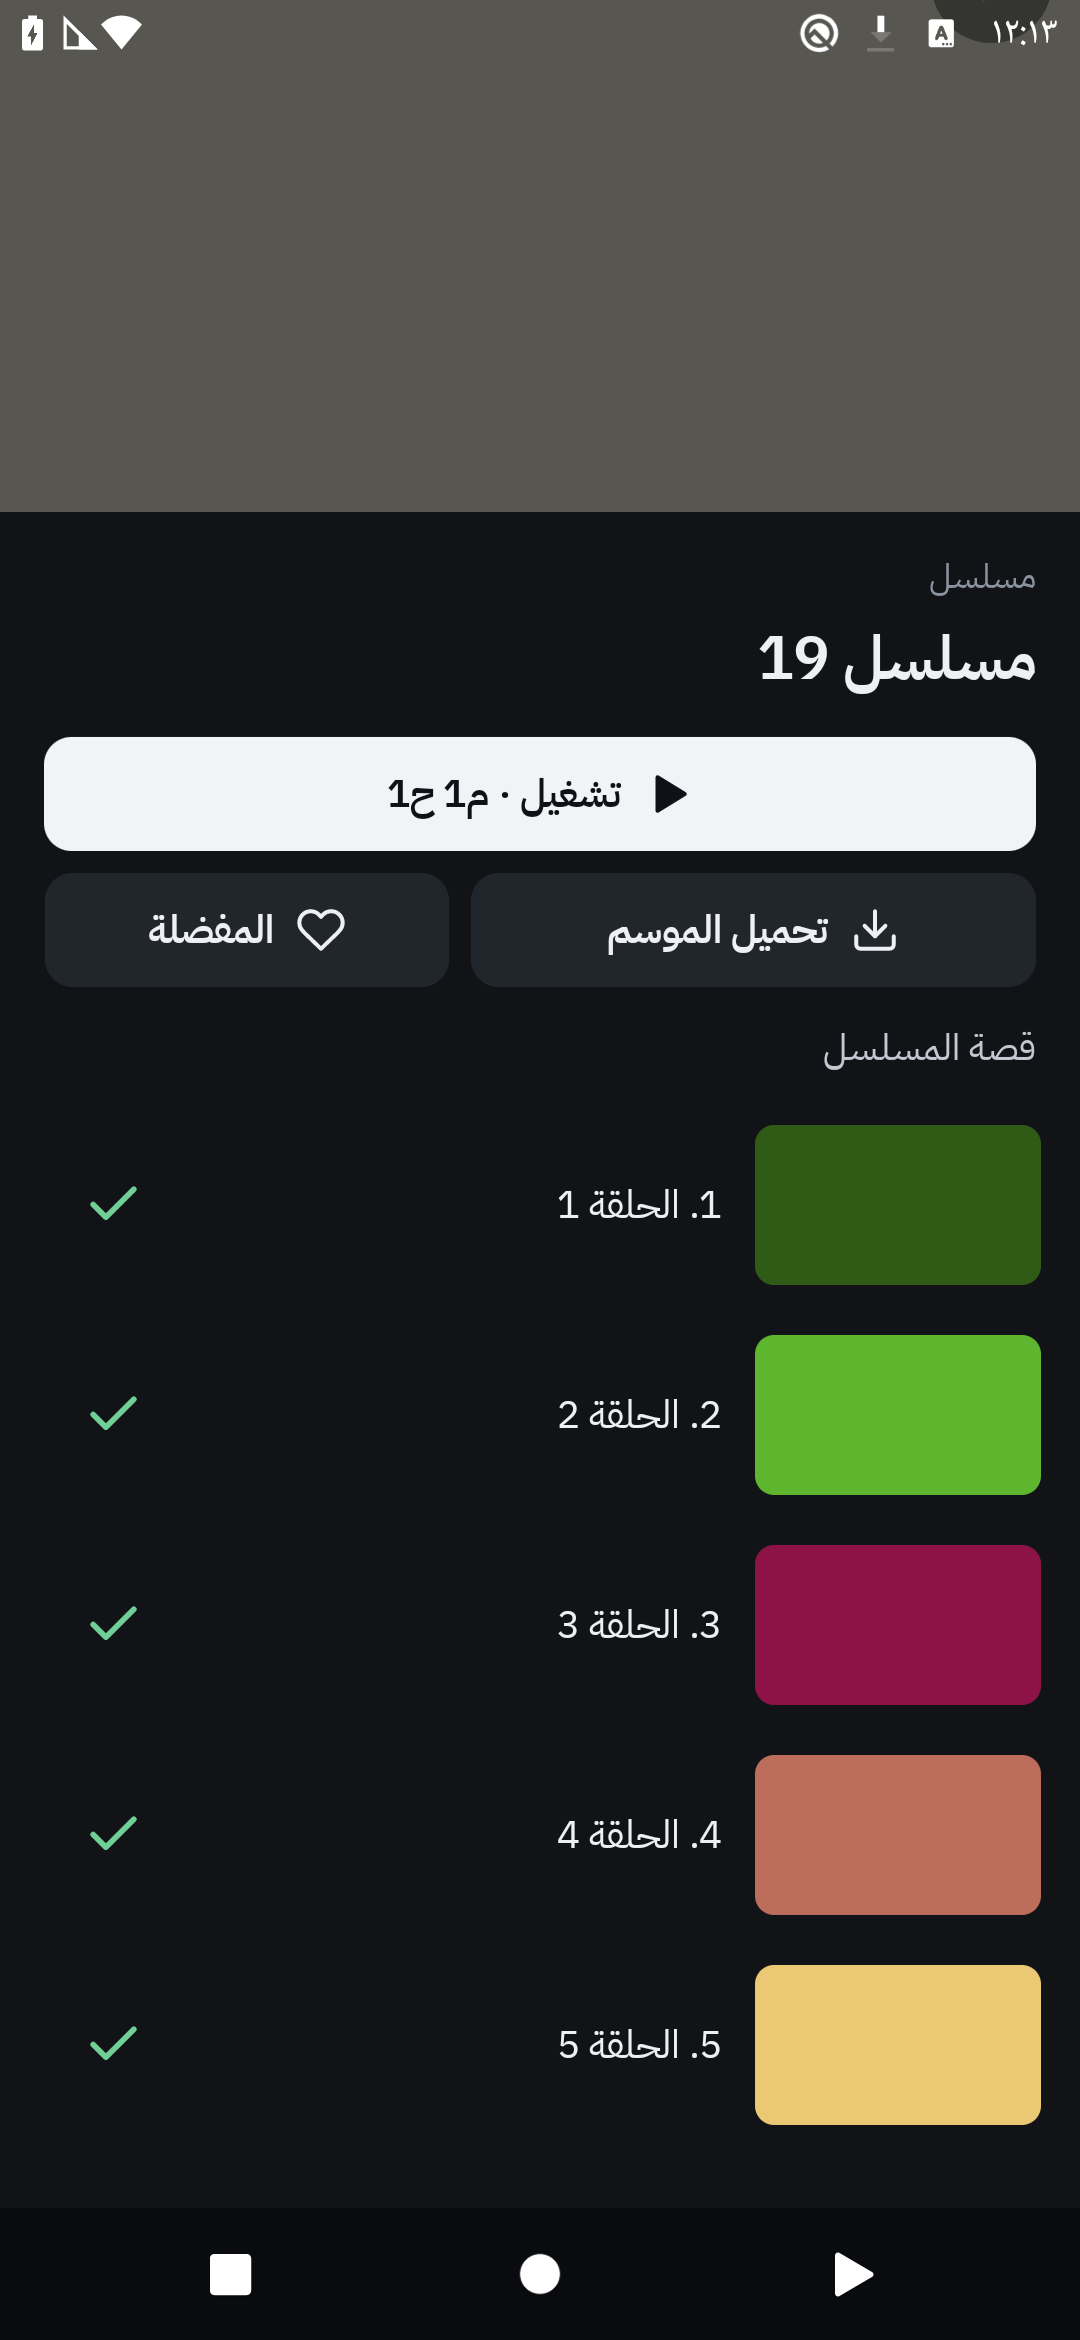 ١٢:١٣
مسلسل
مسلسل 19
تشغيل · م1 ح1
تحميل الموسم
المفضلة
قصة المسلسل
1. الحلقة 1
2. الحلقة 2
3. الحلقة 3
4. الحلقة 4
5. الحلقة 5